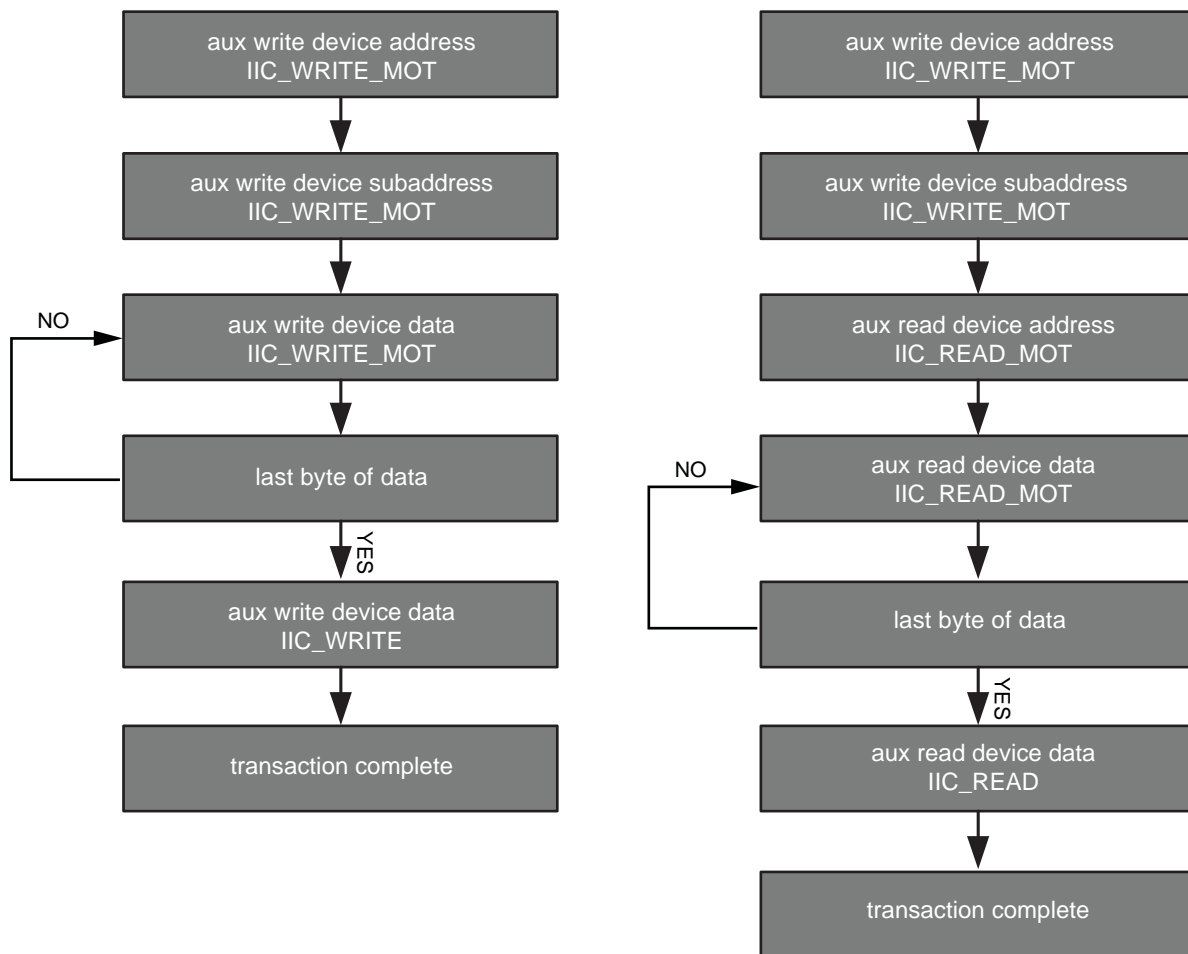 aux write device address
IIC_WRITE_MOT
aux write device subaddress
IIC_WRITE_MOT
NO
aux write device data
IIC_WRITE_MOT
last byte of data
YES
aux write device data
IIC_WRITE
transaction complete
aux write device address
IIC_WRITE_MOT
aux write device subaddress
IIC_WRITE_MOT
aux read device address
IIC_READ_MOT
NO
aux read device data
IIC_READ_MOT
last byte of data
YES
aux read device data
IIC_READ
transaction complete